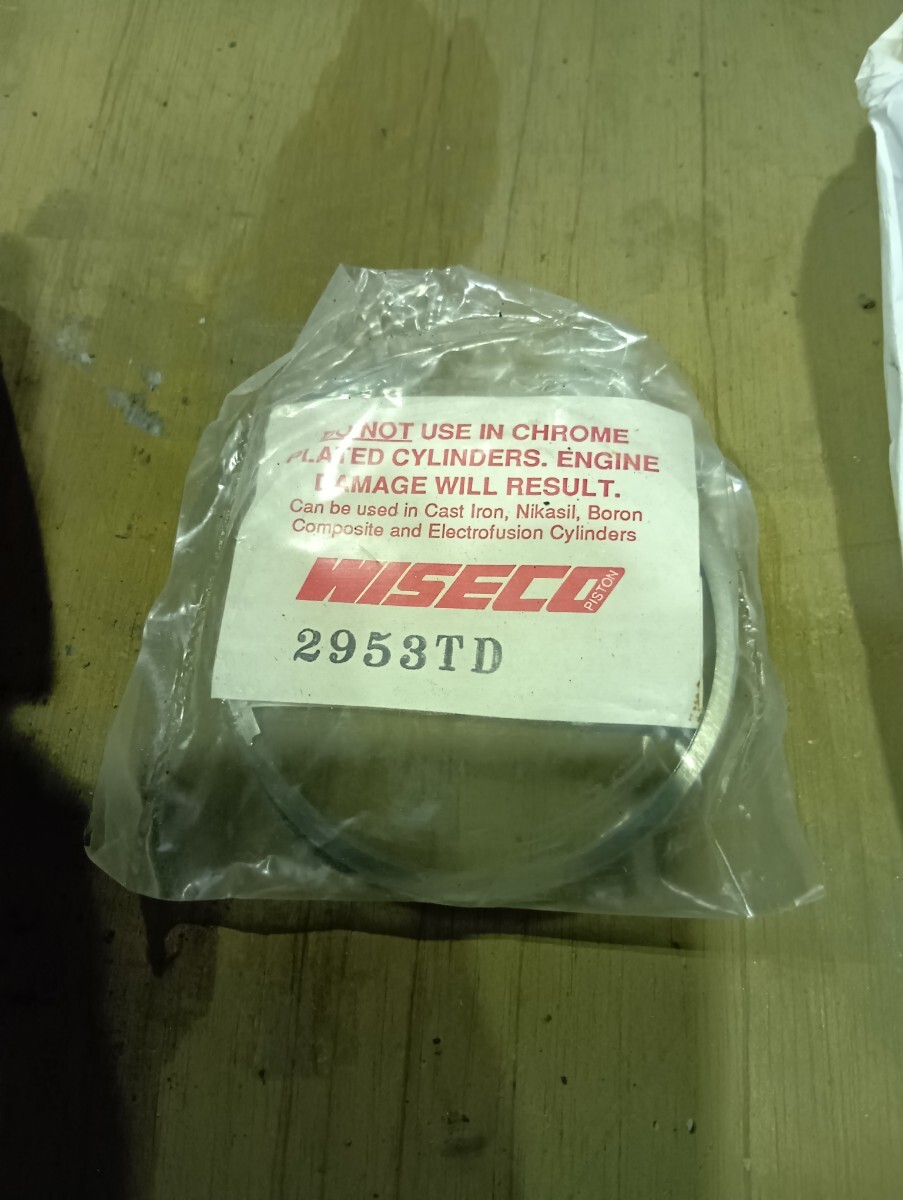 DO NOT USE IN CHROME
PLATED CYLINDERS. ENGINE
DAMAGE WILL RESULT.
Can be used in Cast Iron, Nikasil, Boron
Composite and Electrofusion Cylinders
WISECO
PISTON
2953TD